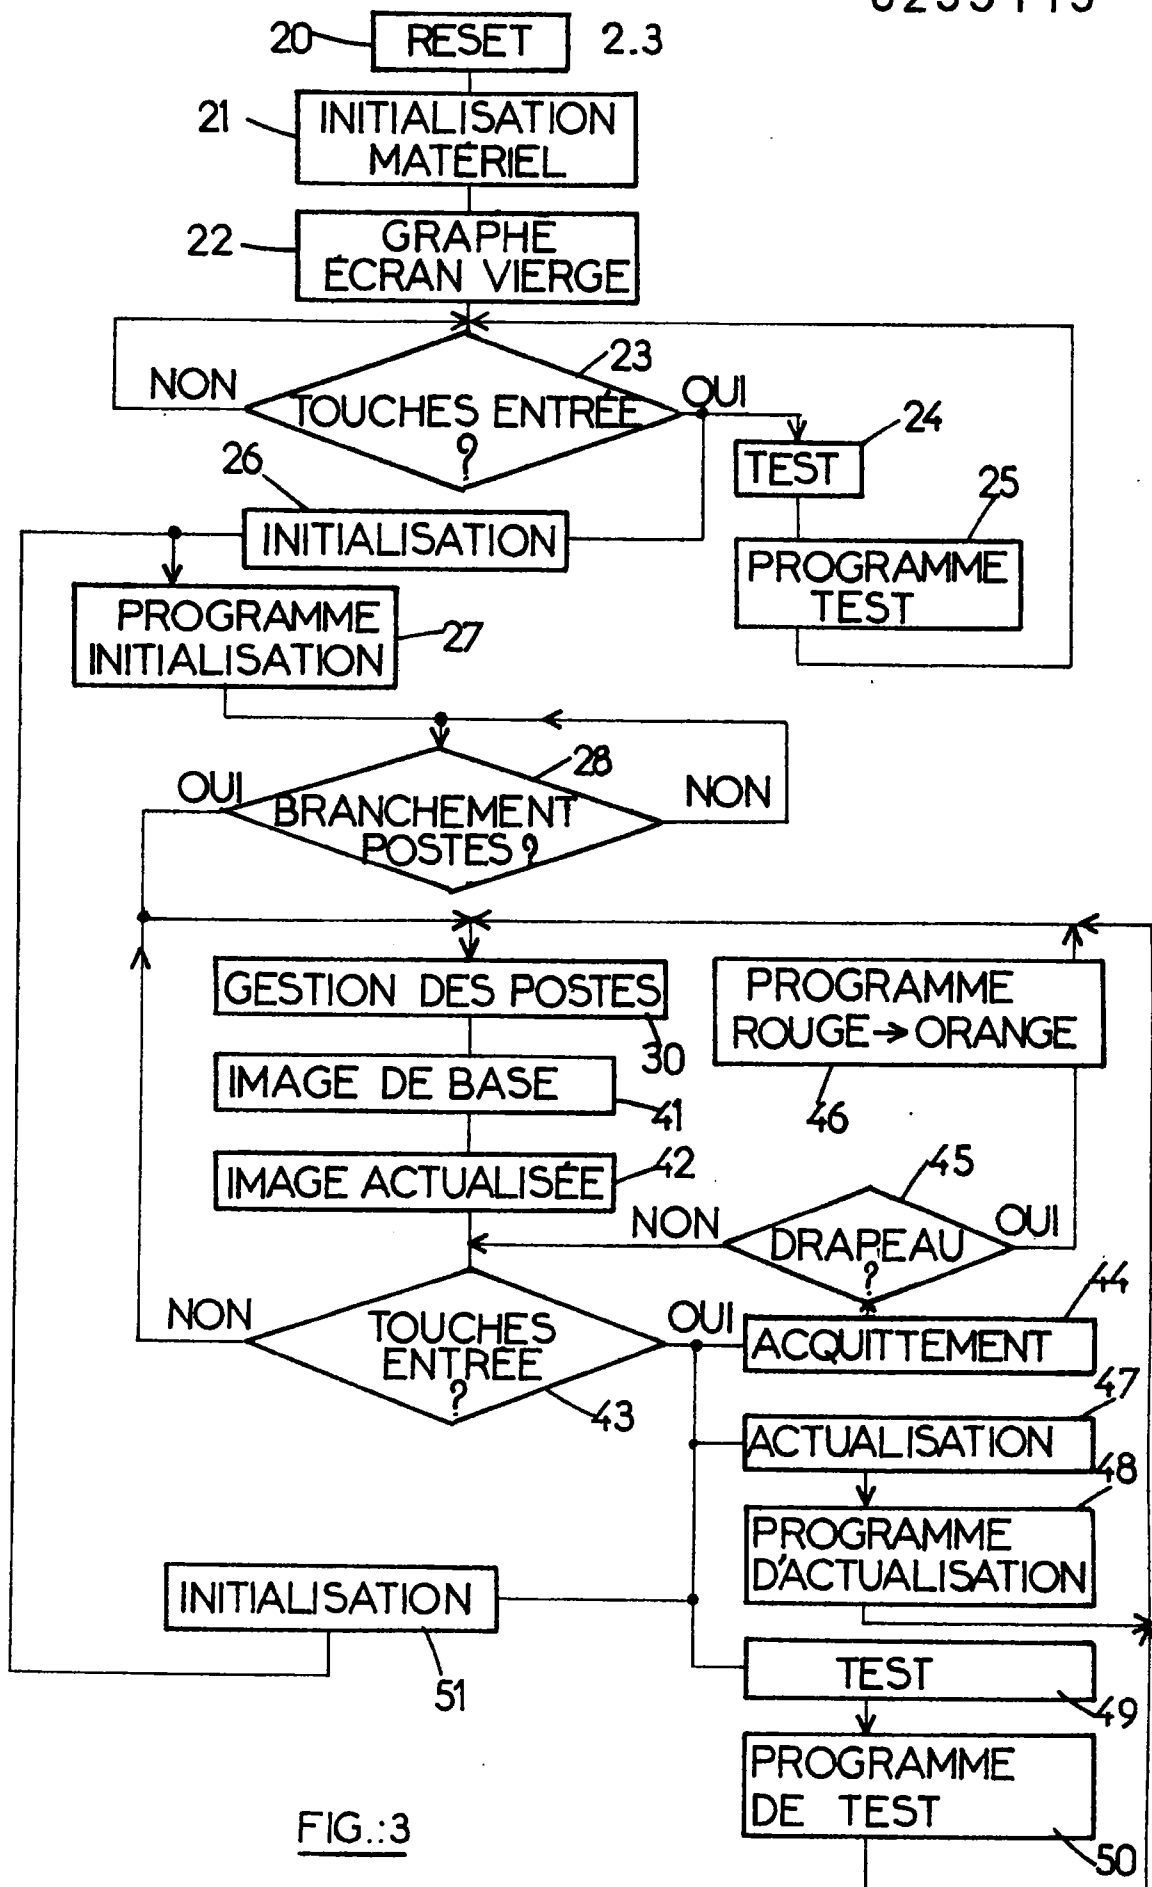 20 RESET 2.3
21 INITIALISATION
MATÉRIEL
22 GRAPHE
ÉCRAN VIERGE
23
NON OUI
TOUCHES ENTRÉE
?
24
TEST
25
26
INITIALISATION
PROGRAMME
TEST
PROGRAMME
INITIALISATION
27
28
OUI NON
BRANCHEMENT
POSTES ?
GESTION DES POSTES
30
PROGRAMME
ROUGE → ORANGE
46
IMAGE DE BASE
41
IMAGE ACTUALISÉE
42
45
NON OUI
DRAPEAU
?
44
NON OUI
TOUCHES
ENTRÉE
?
43
ACQUITTEMENT
47
ACTUALISATION
48
PROGRAMME
D'ACTUALISATION
INITIALISATION
51
TEST
49
PROGRAMME
DE TEST
50
FIG.:3